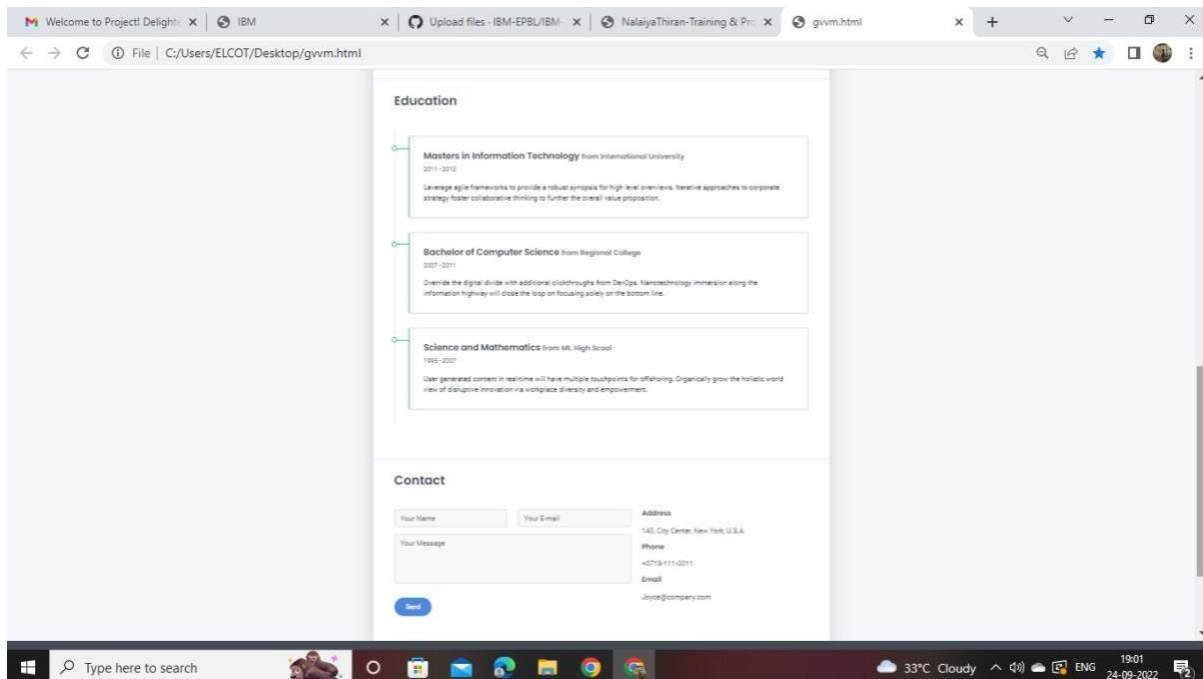 Welcome to Project! Delight
IBM
Upload files · IBM-EPBL/IBM-
NalaiyaThiran-Training & Pro
gvvm.html
File | C:/Users/ELCOT/Desktop/gvvm.html
Education
Masters in Information Technology from International University
2011 - 2013
Leverage agile frameworks to provide a robust synopsis for high level overviews. Iterative approaches to corporate
strategy foster collaborative thinking to further the overall value proposition.
Bachelor of Computer Science from Regional College
2007 - 2011
Override the digital divide with additional clickthroughs from DevOps. Nanotechnology immersion along the
information highway will close the loop on focusing solely on the bottom line.
Science and Mathematics from Mt. High Scool
1995 - 2007
User generated content in real-time will have multiple touchpoints for offshoring. Organically grow the holistic world
view of disruptive innovation via workplace diversity and empowerment.
Contact
Your Name
Your E-mail
Your Message
Send
Address
140, City Center, New York, U.S.A
Phone
+0718-111-0011
Email
Joyce@company.com
Type here to search
33°C Cloudy
ENG
19:01
24-09-2022
2